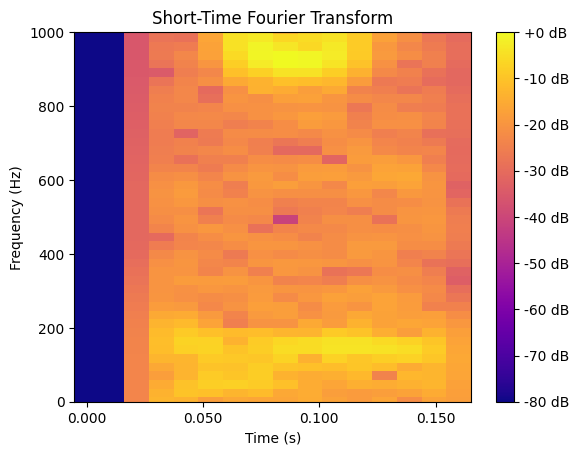 Short-Time Fourier Transform
Frequency (Hz)
1000
800
600
400
200
0
0.000
0.050
0.100
0.150
Time (s)
+0 dB
-10 dB
-20 dB
-30 dB
-40 dB
-50 dB
-60 dB
-70 dB
-80 dB